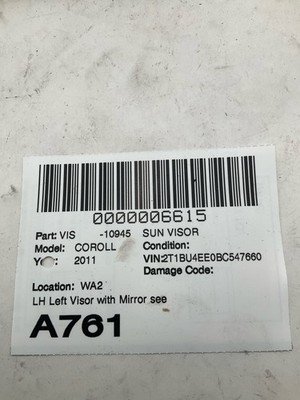 0000006615
Part: VIS -10945 SUN VISOR
Model: COROLL Condition:
2011 VIN:2T1BU4EE0BC547660
Damage Code:
Location: WA2
LH Left Visor with Mirror see
A761